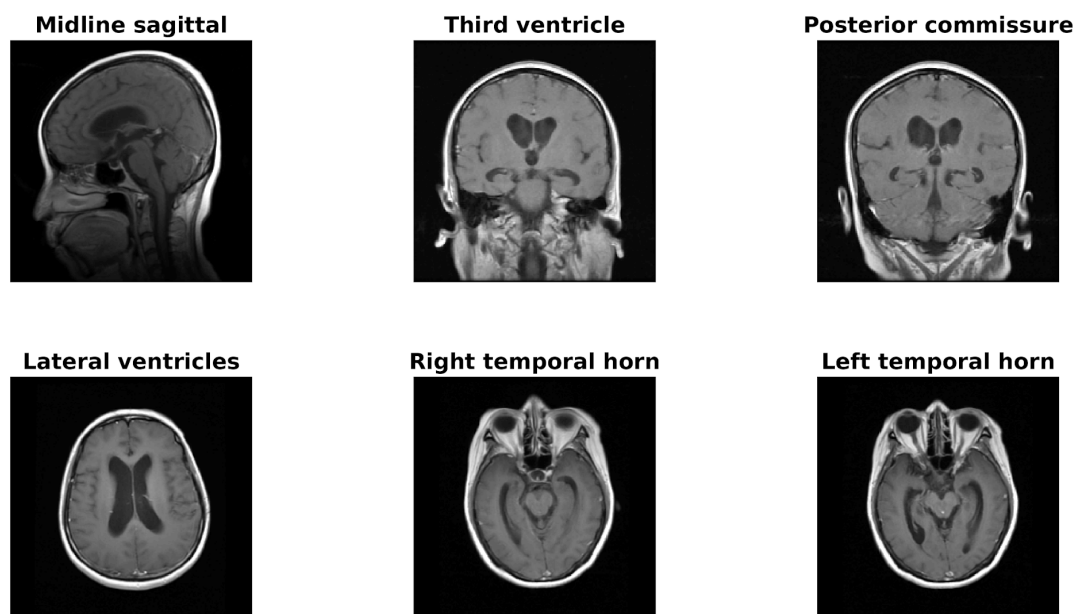 Midline sagittal
Third ventricle
Posterior commissure
Lateral ventricles
Right temporal horn
Left temporal horn